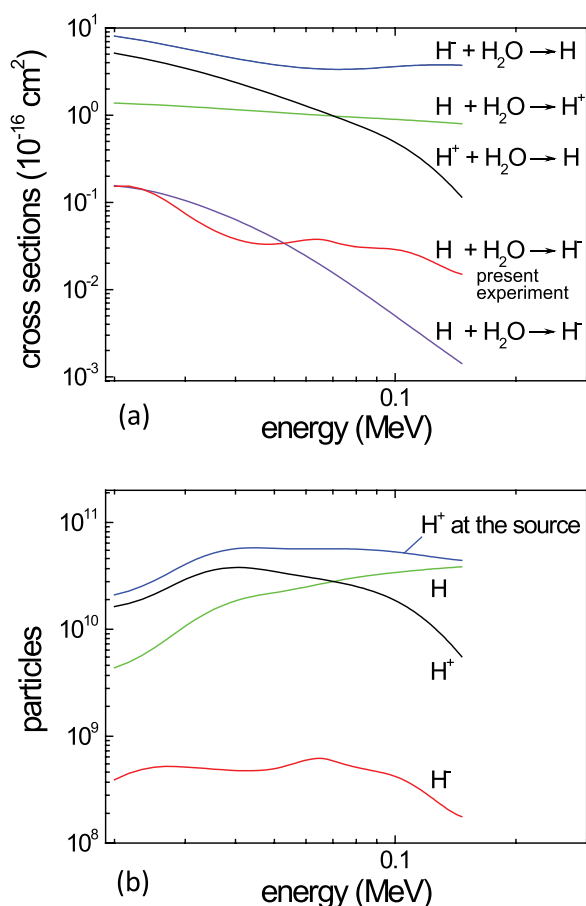 cross sections (10⁻¹⁶ cm²)
10¹
10⁰
10⁻¹
10⁻²
10⁻³
H⁻ + H₂O → H
H + H₂O → H⁺
H⁺ + H₂O → H
H + H₂O → H⁻
present
experiment
H + H₂O → H⁻
0.1
(a)
energy (MeV)
particles
10¹¹
10¹⁰
10⁹
10⁸
H⁺ at the source
H
H⁺
H⁻
0.1
(b)
energy (MeV)